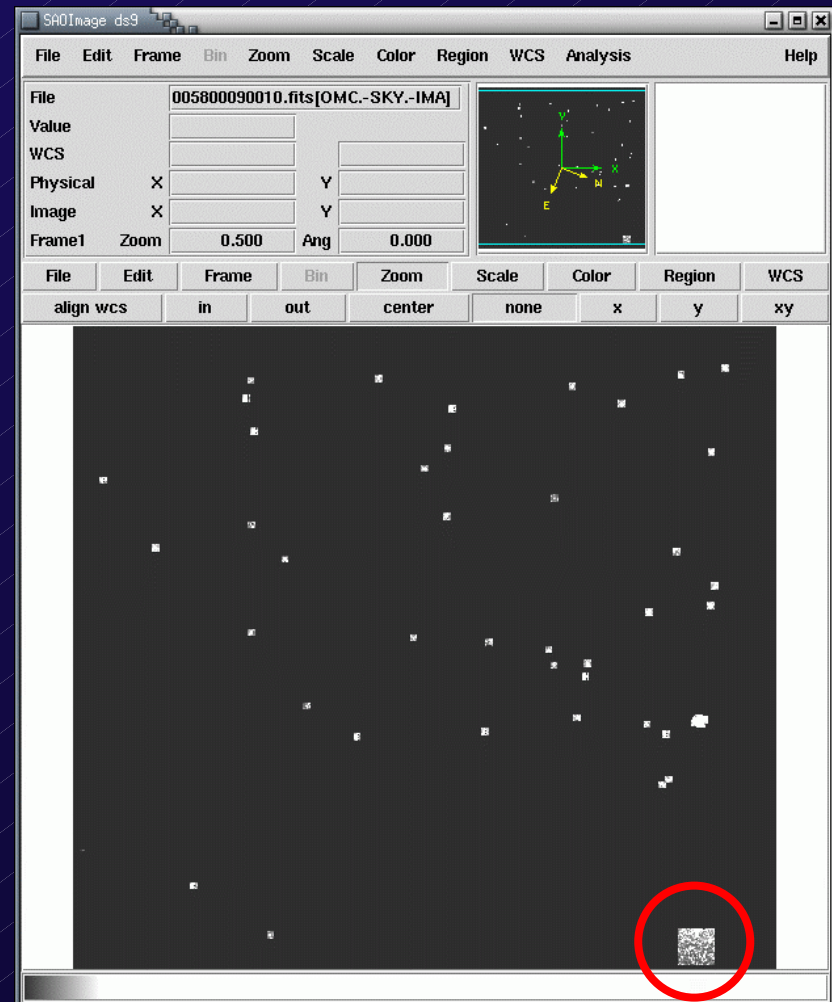 SAOImage ds9
File Edit Frame Bin Zoom Scale Color Region WCS Analysis Help
File 005800090010.fits[OMC.-SKY.-IMA]
Value
WCS
Physical X Y
Image X Y
Frame1 Zoom 0.500 Ang 0.000
Y
X
W
E
File Edit Frame Bin Zoom Scale Color Region WCS
align wcs in out center none x y xy